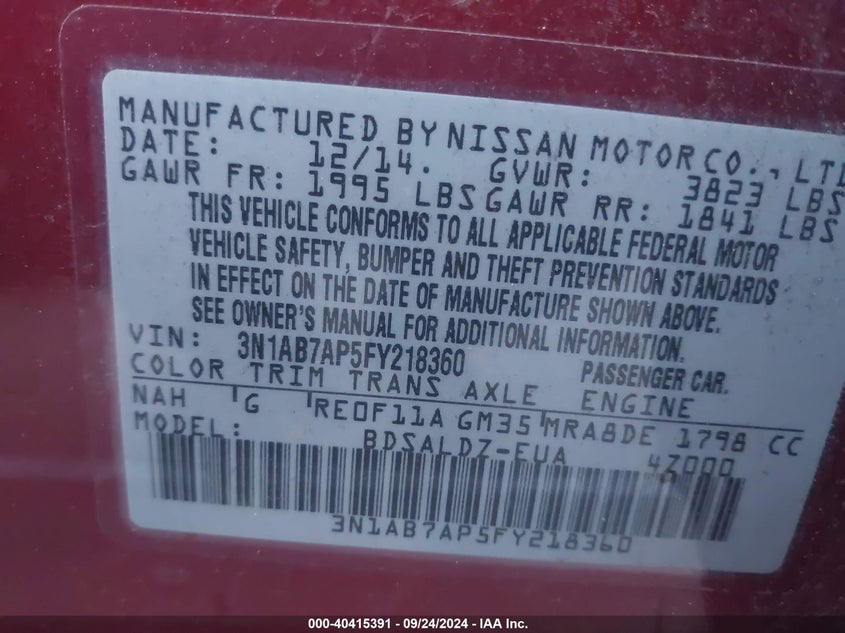 MANUFACTURED BY NISSAN MOTOR CO., LTD
DATE: 12/14. GVWR: 3823 LBS
GAWR FR: 1995 LBS GAWR RR: 1841 LBS
THIS VEHICLE CONFORMS TO ALL APPLICABLE FEDERAL MOTOR
VEHICLE SAFETY, BUMPER AND THEFT PREVENTION STANDARDS
IN EFFECT ON THE DATE OF MANUFACTURE SHOWN ABOVE.
SEE OWNER'S MANUAL FOR ADDITIONAL INFORMATION.
VIN: 3N1AB7AP5FY218360 PASSENGER CAR.
COLOR TRIM TRANS AXLE ENGINE
NAH G RE0F11A GM35 MRA8DE 1798 CC
MODEL: BDSALDZ-EUA 4Z000
3N1AB7AP5FY218360
000-40415391 - 09/24/2024 - IAA Inc.